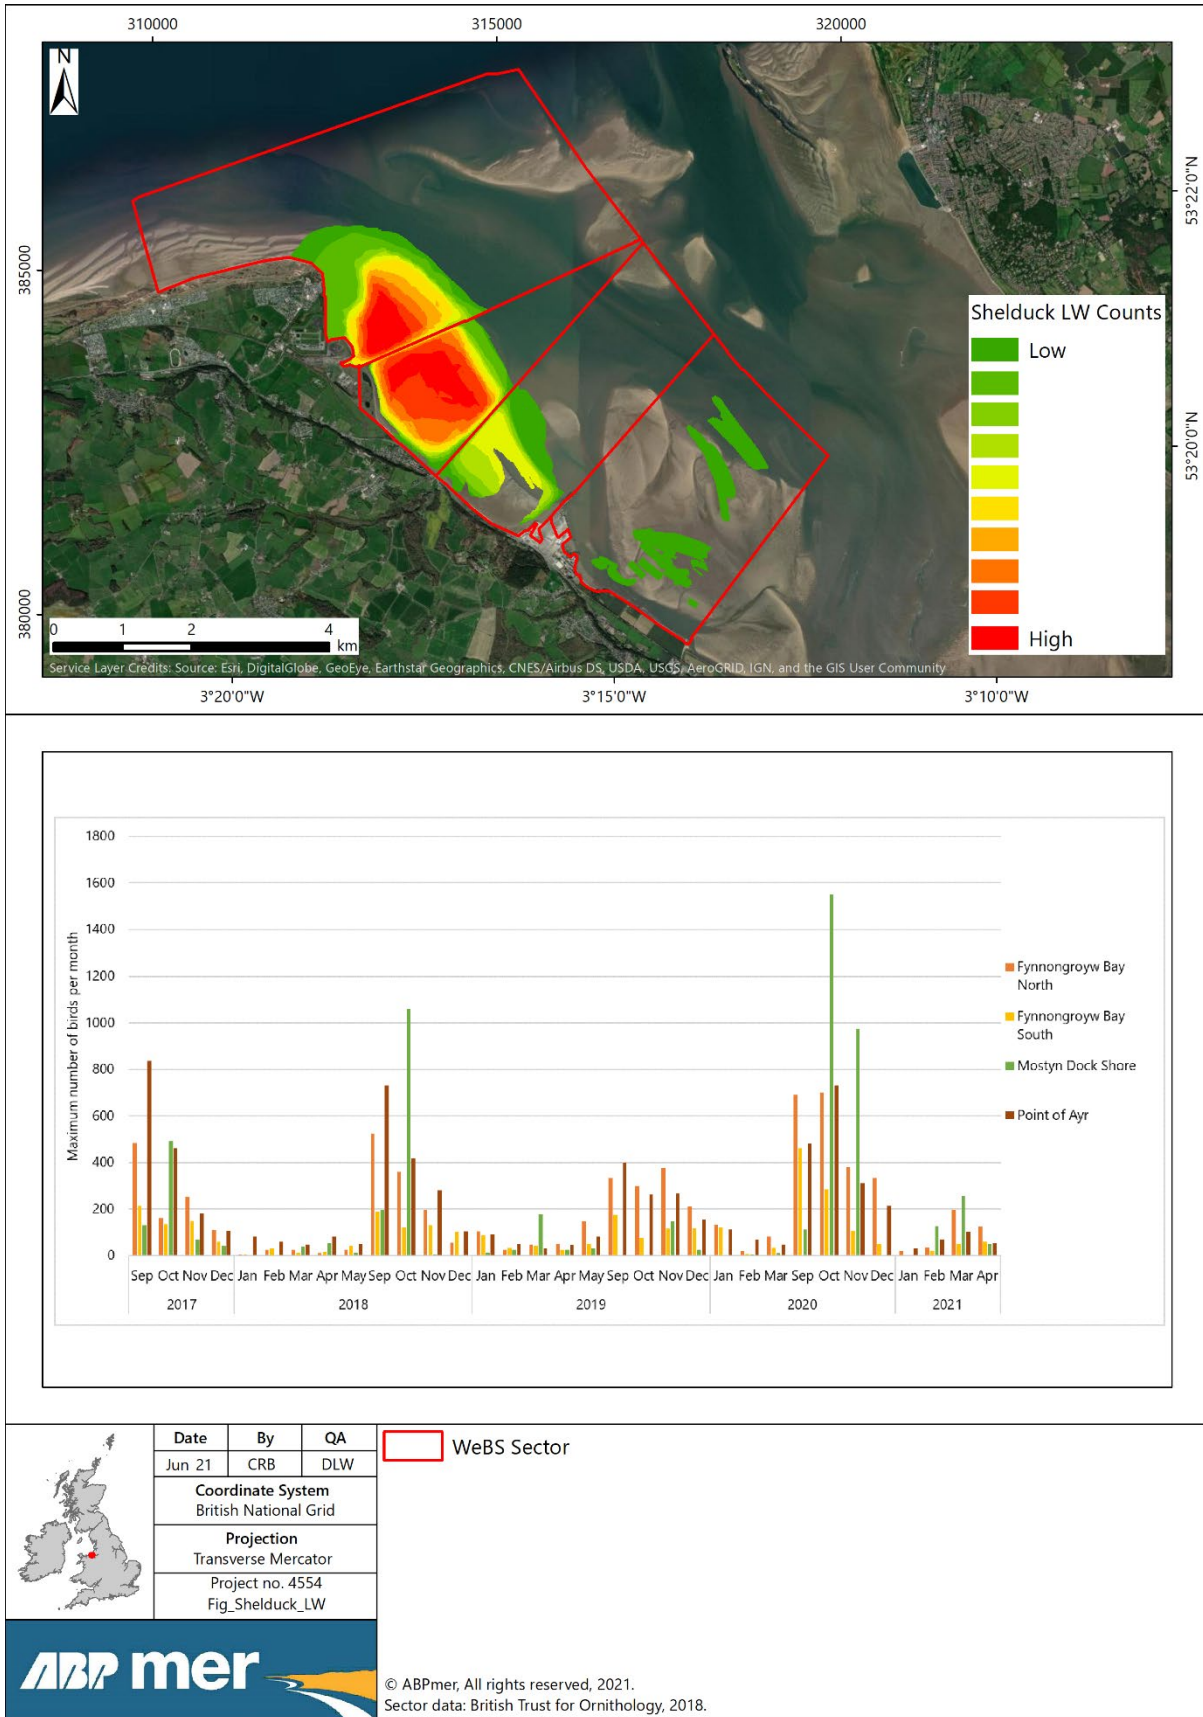 310000 315000 320000
N
385000
380000
53°22'0"N
53°20'0"N
Shelduck LW Counts
Low
High
0 1 2 4
km
Service Layer Credits: Source: Esri, DigitalGlobe, GeoEye, Earthstar Geographics, CNES/Airbus DS, USDA, USGS, AeroGRID, IGN, and the GIS User Community
3°20'0"W 3°15'0"W 3°10'0"W
Maximum number of birds per month
1800
1600
1400
1200
1000
800
600
400
200
0
Sep Oct Nov Dec Jan Feb Mar Apr May Sep Oct Nov Dec Jan Feb Mar Apr May Sep Oct Nov Dec Jan Feb Mar Sep Oct Nov Dec Jan Feb Mar Apr
2017 2018 2019 2020 2021
Fynnongroyw Bay
North
Fynnongroyw Bay
South
Mostyn Dock Shore
Point of Ayr
Date By QA
Jun 21 CRB DLW
Coordinate System
British National Grid
Projection
Transverse Mercator
Project no. 4554
Fig_Shelduck_LW
WeBS Sector
ABPmer
© ABPmer, All rights reserved, 2021.
Sector data: British Trust for Ornithology, 2018.